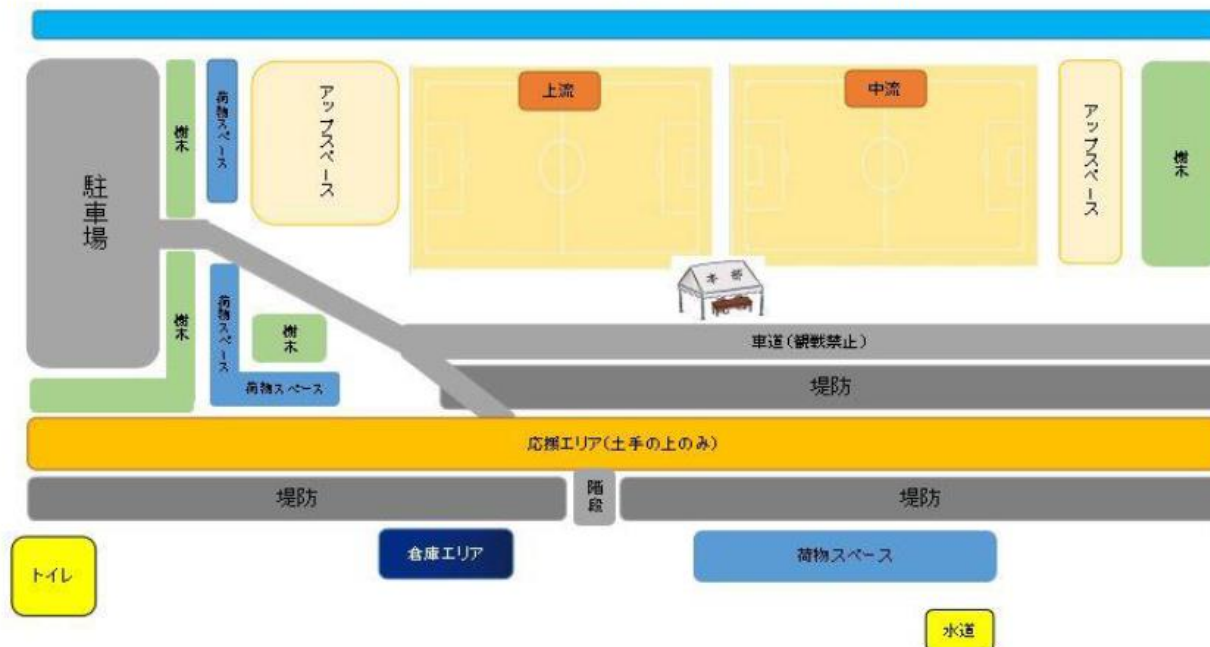 上流
中流
荷物スペース
アップスペース
アップスペース
樹木
樹木
駐車場
本部
樹木
荷物スペース
樹木
車道(観戦禁止)
荷物スペース
堤防
応援エリア(土手の上のみ)
堤防
階段
堤防
倉庫エリア
荷物スペース
トイレ
水道